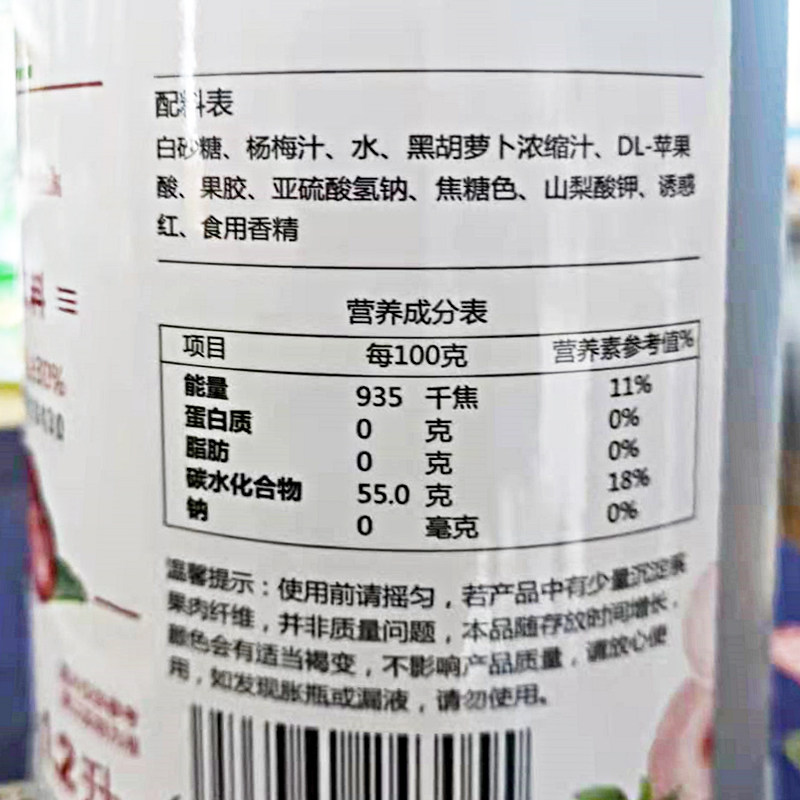 配料表
白砂糖、杨梅汁、水、黑胡萝卜浓缩汁、DL-苹果
酸、果胶、亚硫酸氢钠、焦糖色、山梨酸钾、诱惑
红、食用香精
营养成分表
项目 每100克 营养素参考值%
能量 935 千焦 11%
蛋白质 0 克 0%
脂肪 0 克 0%
碳水化合物 55.0 克 18%
钠 0 毫克 0%
温馨提示：使用前请摇匀，若产品中有少量沉淀系
果肉纤维，并非质量问题，本品随存放时间增长，
颜色会有适当褐变，不影响产品质量，请放心使
用，如发现胀瓶或漏液，请勿使用。
2升